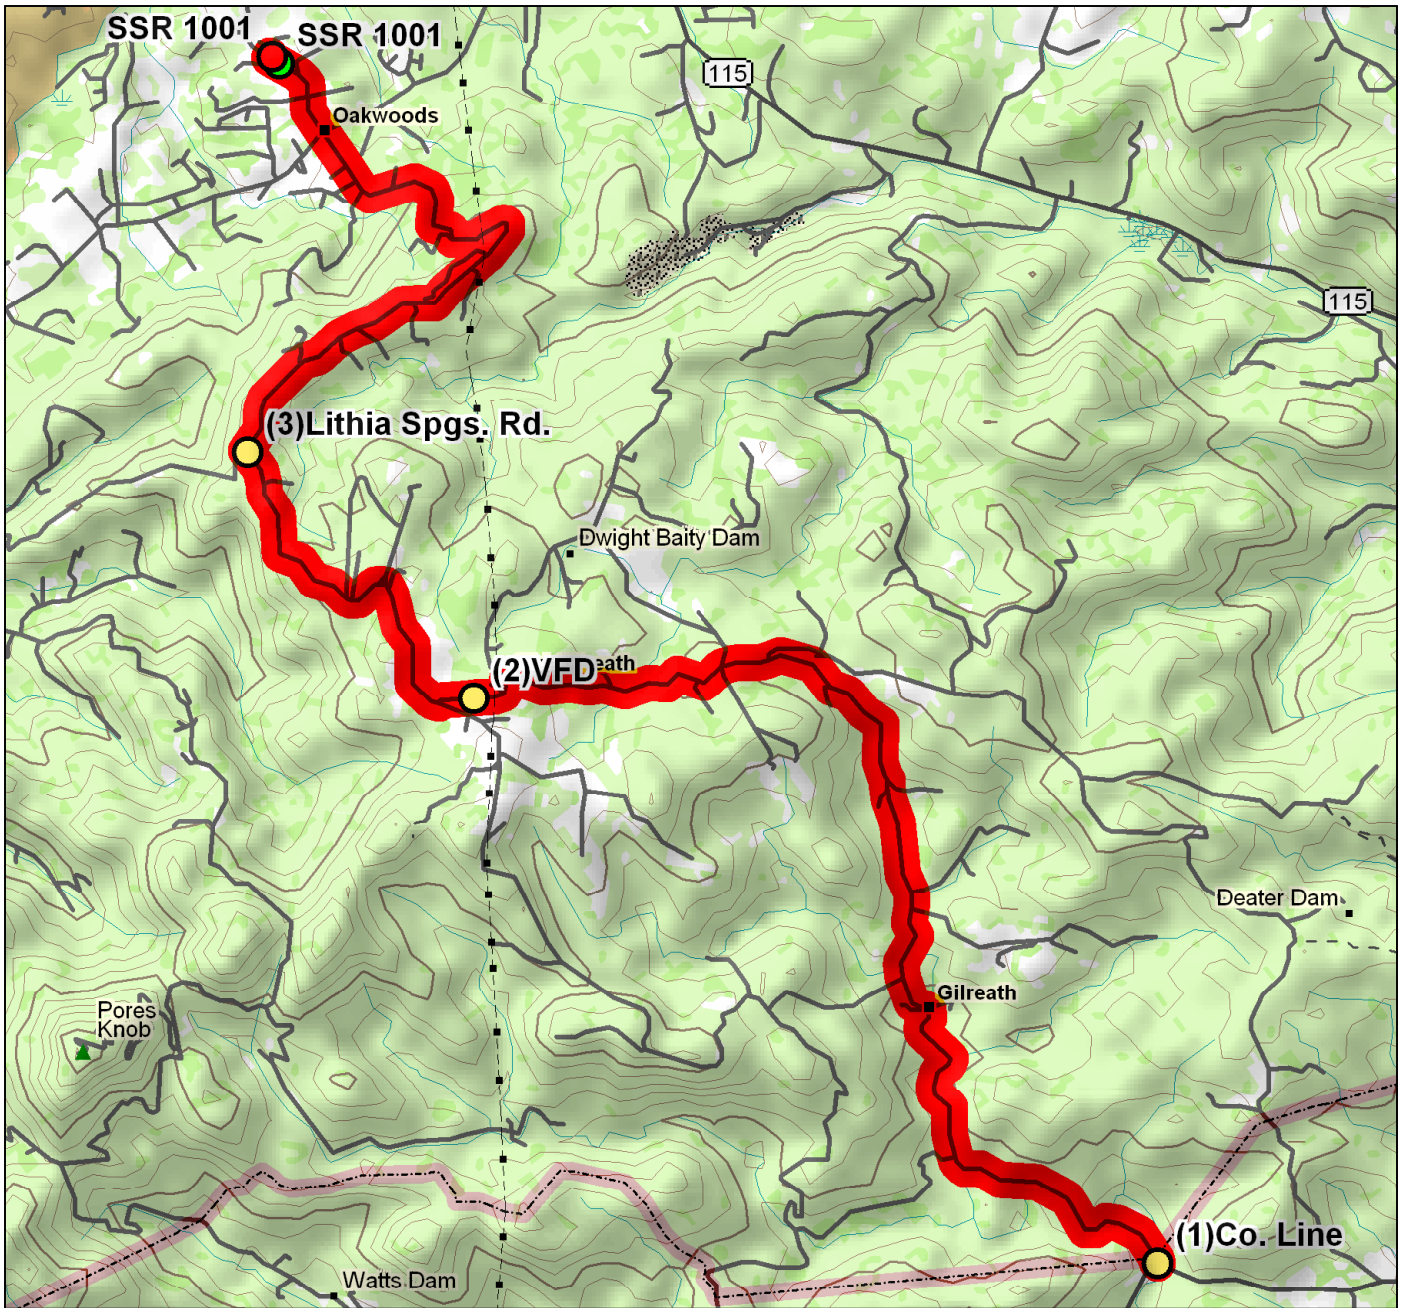 SSR 1001
SSR 1001
115
Oakwoods
115
(3)Lithia Spgs. Rd.
Dwight Baity Dam
(2)VFD
eath
Deater Dam
Gilreath
Pores
Knob
(1)Co. Line
Watts Dam